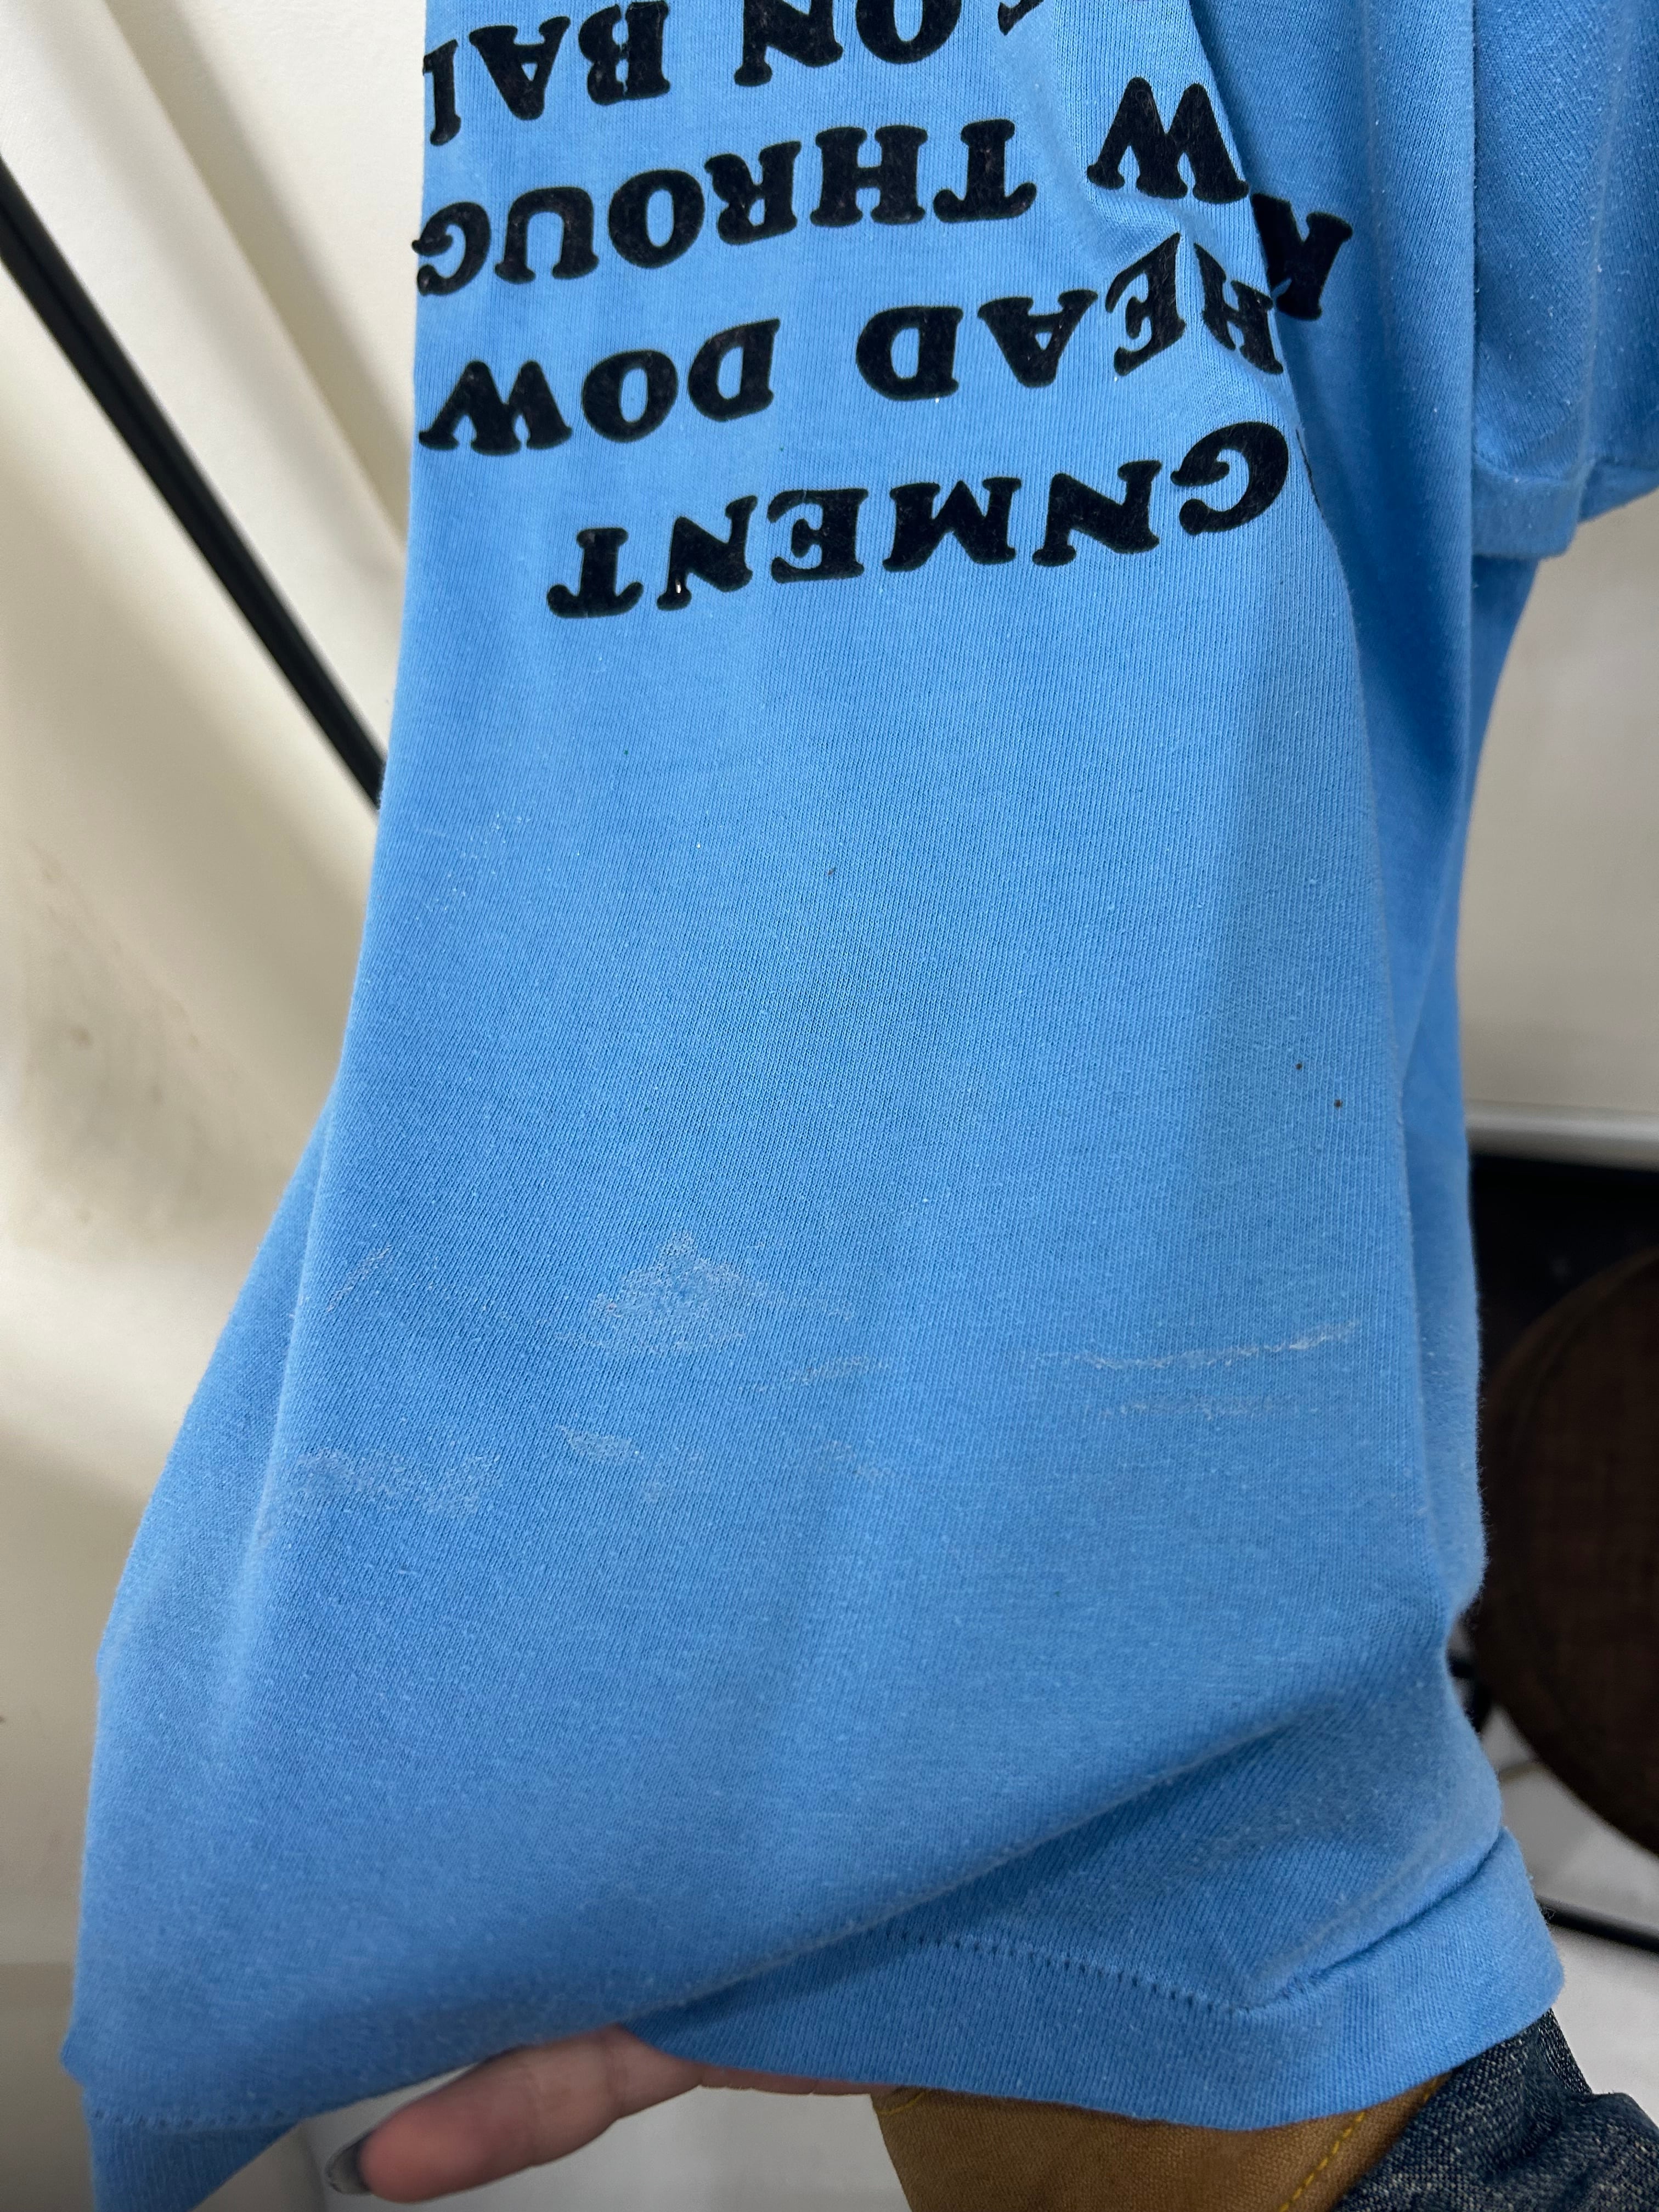 GNMENT
HEAD DOW
W THROUG
ON BAL